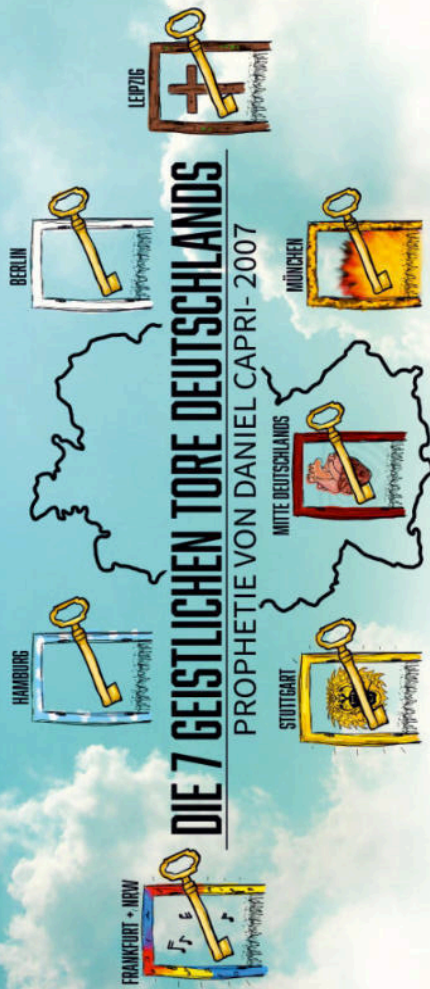 HAMBURG
BERLIN
FRANKFURT + NRW
LEIPZIG
DIE 7 GEISTLICHEN TORE DEUTSCHLANDS
PROPHETIE VON DANIEL CAPRI- 2007
STUTTGART
MITTE DEUTSCHLANDS
MÜNCHEN